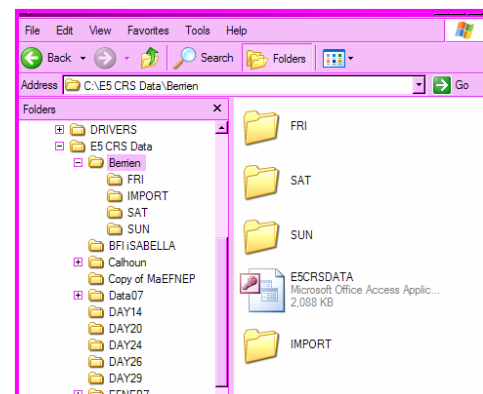 File Edit View Favorites Tools Help
Back Search Folders
Address C:\E5 CRS Data\Berrien Go
Folders x
DRIVERS
E5 CRS Data
Berrien
FRI
IMPORT
SAT
SUN
BFI iSABELLA
Calhoun
Copy of MaEFNEP
Data07
DAY14
DAY20
DAY24
DAY26
DAY29
FRI
SAT
SUN
E5CRSDATA
Microsoft Office Access Applic...
2,088 KB
IMPORT